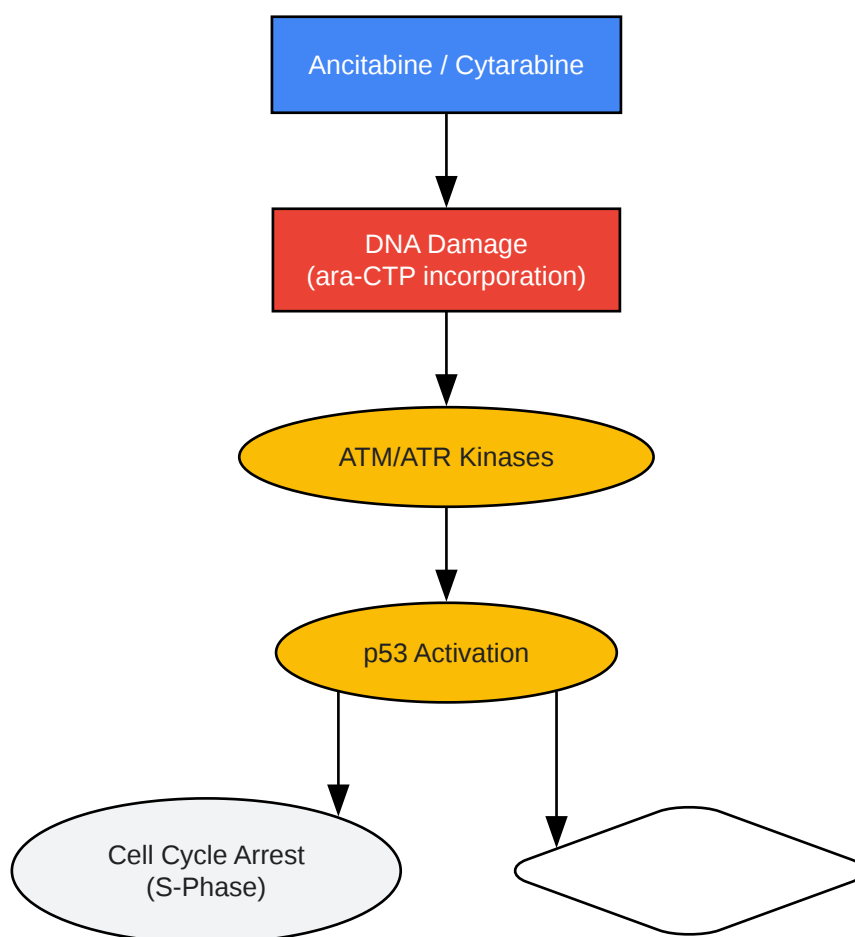 Ancitabine / Cytarabine
DNA Damage
(ara-CTP incorporation)
ATM/ATR Kinases
p53 Activation
Cell Cycle Arrest
(S-Phase)